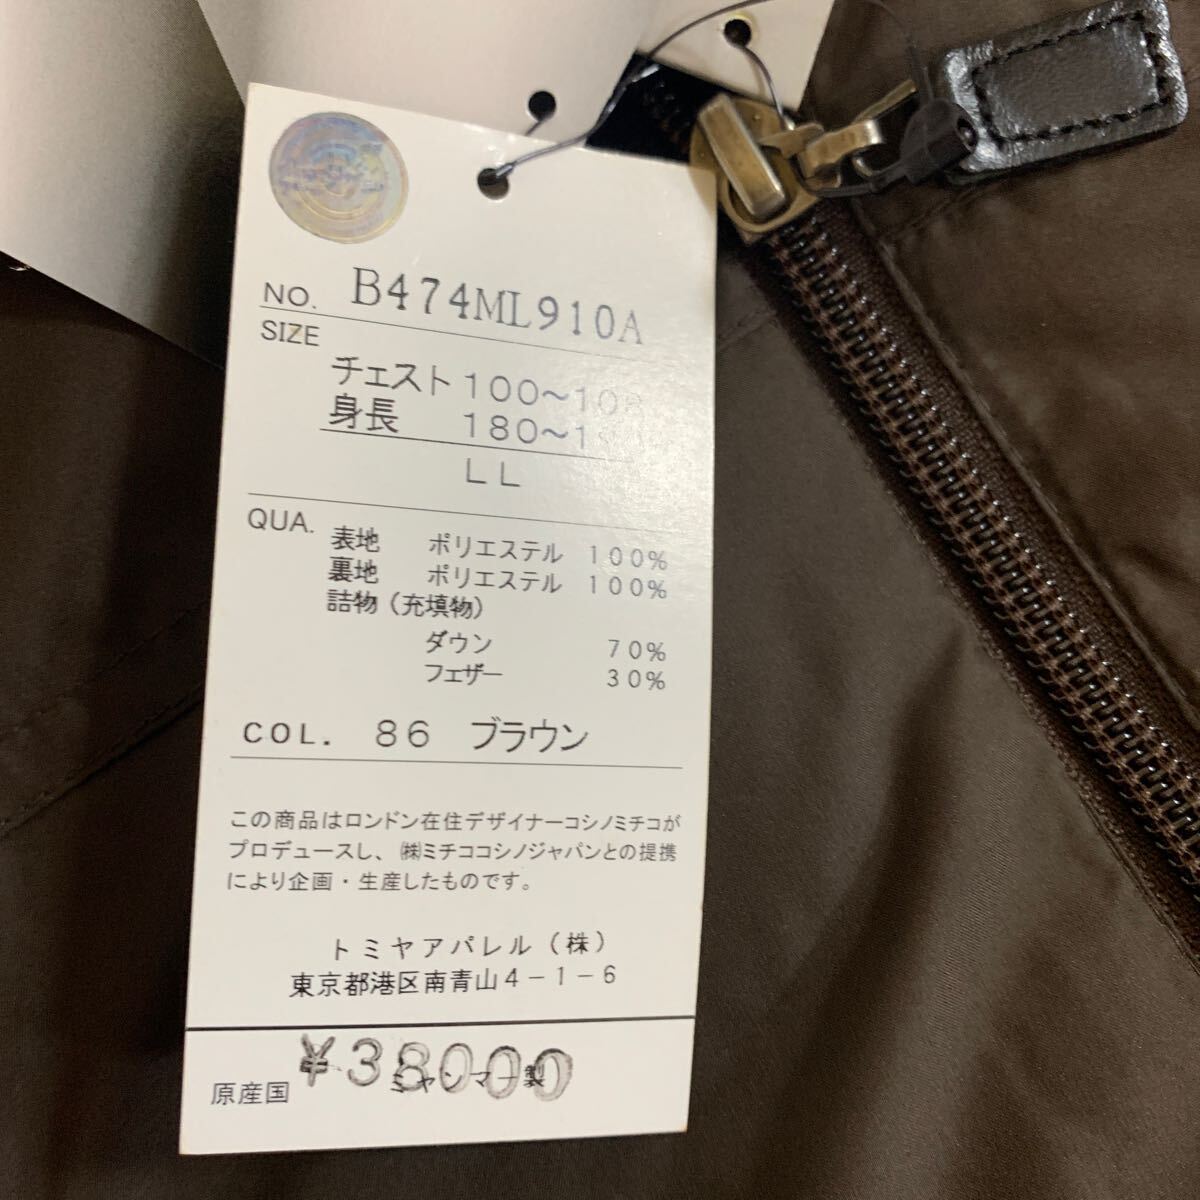 NO. B474ML910A
SIZE
チェスト 100～108
身長 180～
LL
QUA.
表地 ポリエステル 100%
裏地 ポリエステル 100%
詰物（充填物）
ダウン 70%
フェザー 30%
COL. 86 ブラウン
この商品はロンドン在住デザイナーコシノミチコが
プロデュースし、㈱ミチココシノジャパンとの提携
により企画・生産したものです。
トミヤアパレル（株）
東京都港区南青山4－1－6
¥38000
原産国 ミャンマー製